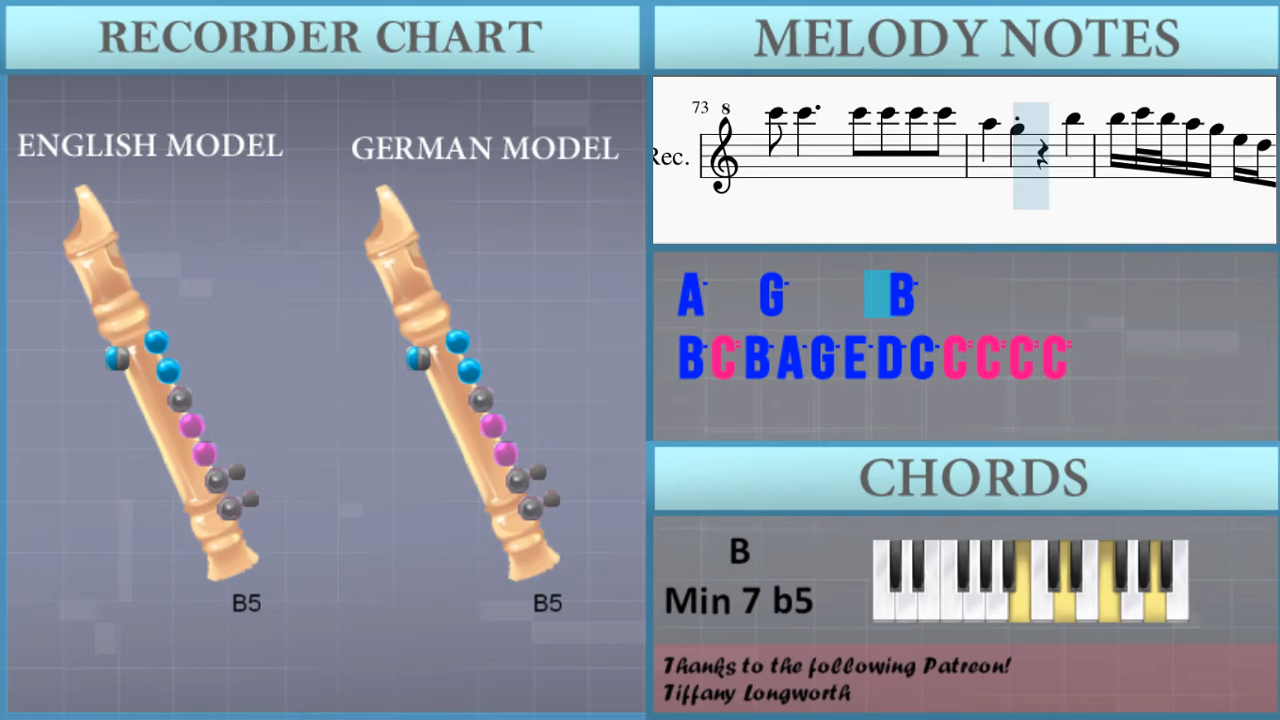 RECORDER CHART
ENGLISH MODEL
GERMAN MODEL
B5
B5
MELODY NOTES
73
8
Rec.
A G B
B C B A G E D C C C C C
CHORDS
B
Min 7 b5
Thanks to the following Patreon!
Tiffany Longworth